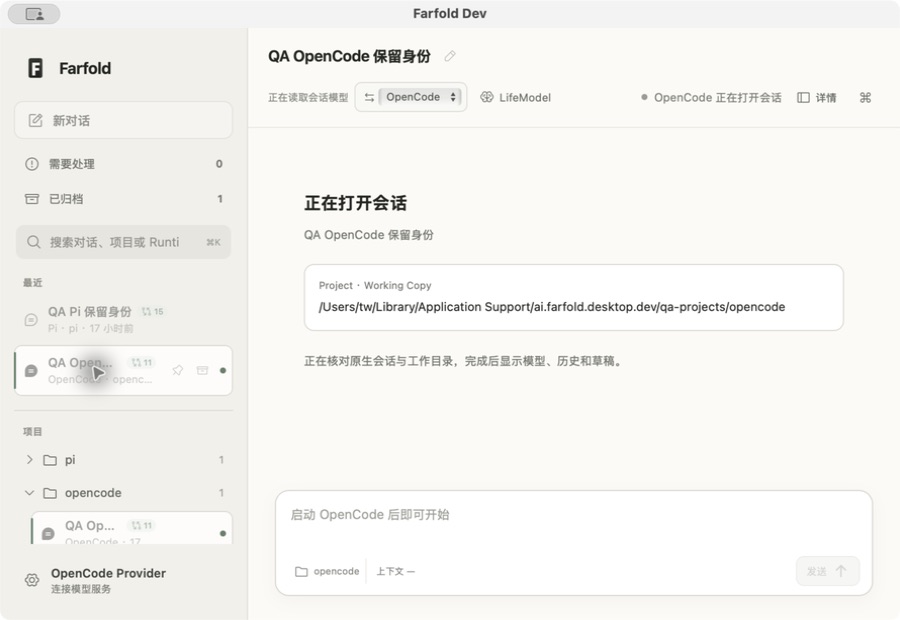 Farfold Dev
Farfold
新对话
需要处理 0
已归档 1
搜索对话、项目或 Runti ⌘K
最近
QA Pi 保留身份 15
Pi · pi · 17 小时前
QA Open... 11
openc...
项目
pi 1
opencode 1
QA Op... 11
OpenCode · 17
OpenCode Provider
连接模型服务
QA OpenCode 保留身份
正在读取会话模型 OpenCode LifeModel
OpenCode 正在打开会话 详情 ⌘
正在打开会话
QA OpenCode 保留身份
Project · Working Copy
/Users/tw/Library/Application Support/ai.farfold.desktop.dev/qa-projects/opencode
正在核对原生会话与工作目录，完成后显示模型、历史和草稿。
启动 OpenCode 后即可开始
opencode 上下文 —
发送